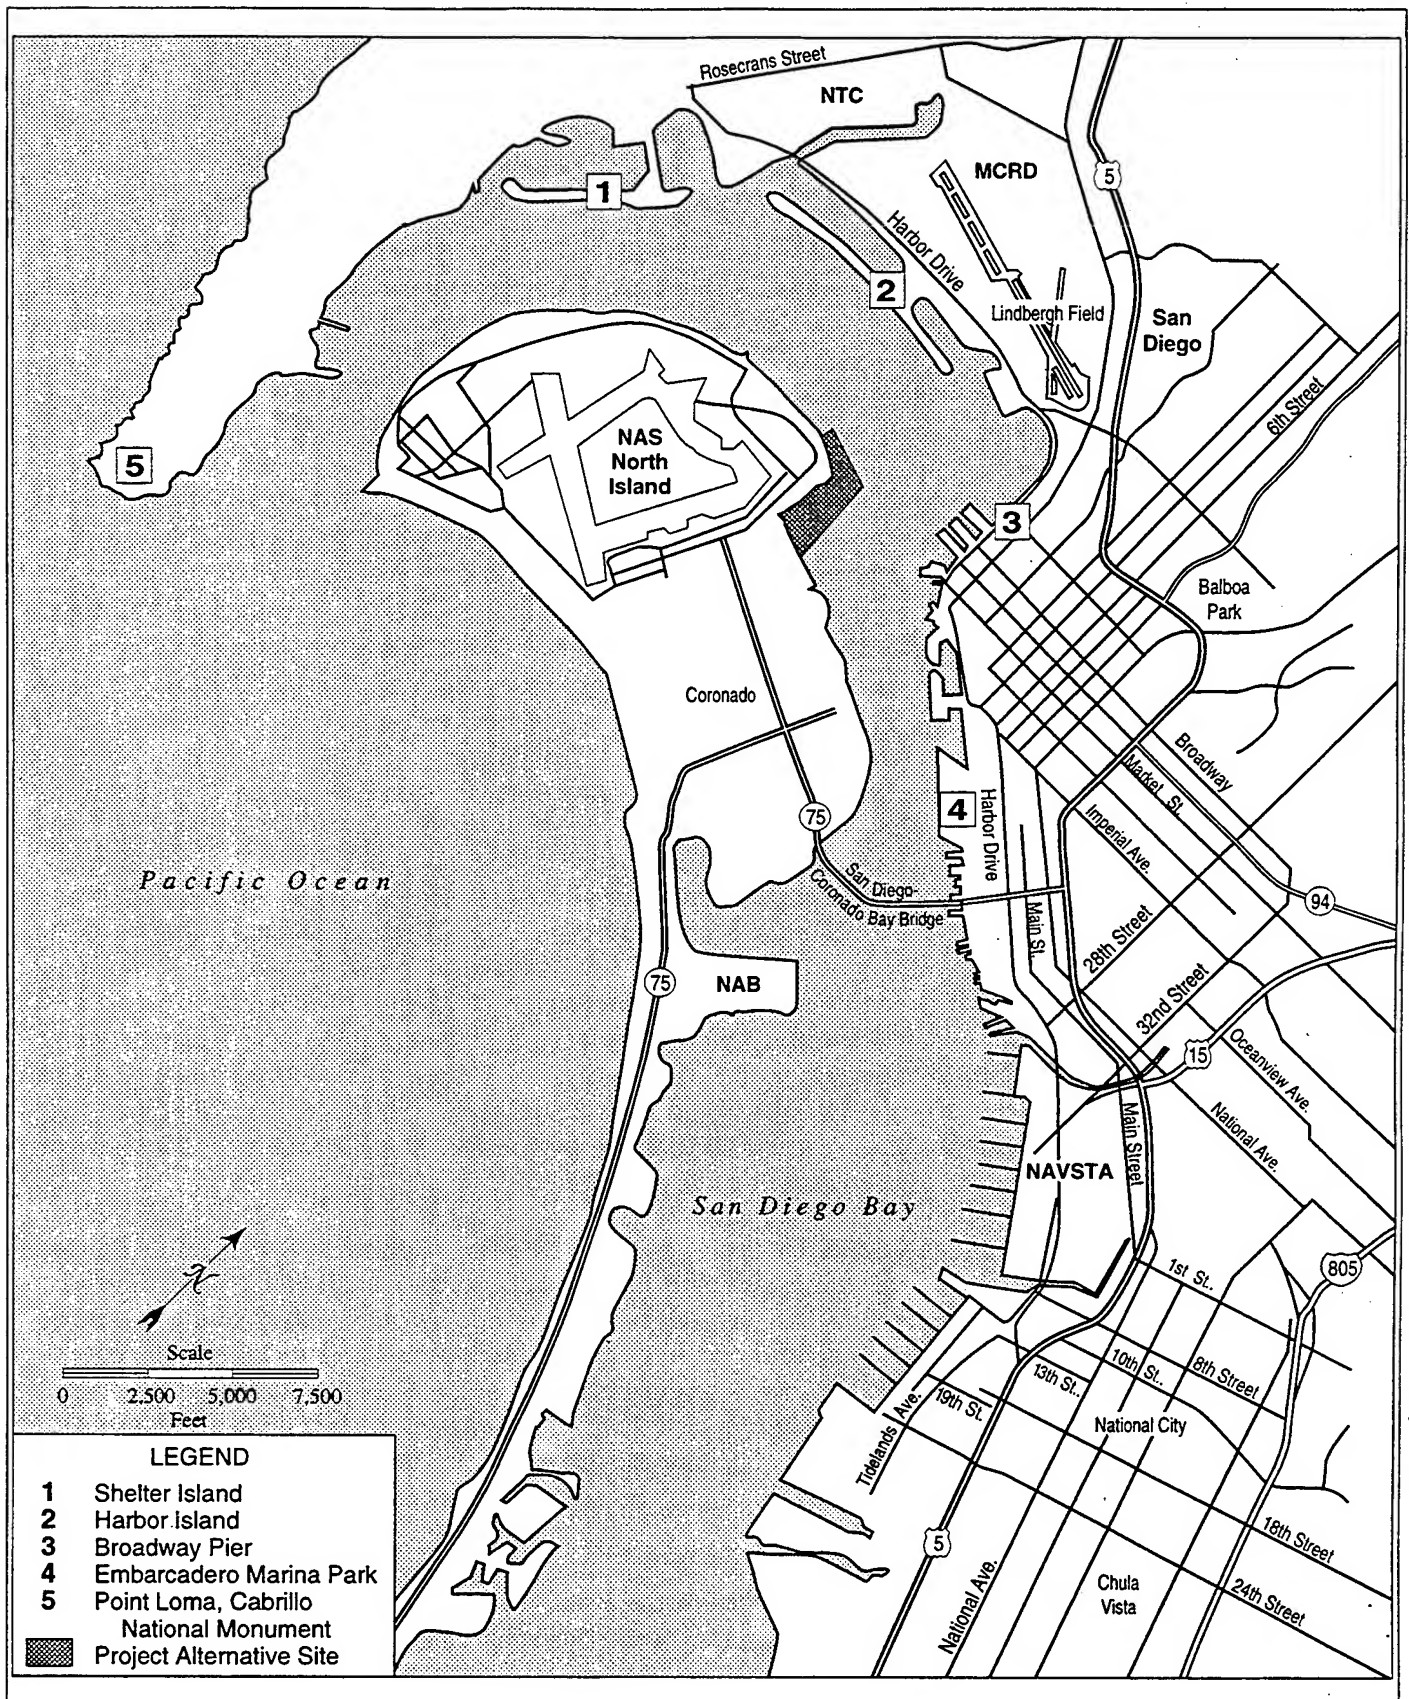 Rosecrans Street
NTC
MCRD
5
1
Harbor Drive
2
Lindbergh Field
San
Diego
6th Street
NAS
North
Island
5
3
Balboa
Park
Coronado
Broadway
Market St.
4
Harbor Drive
Imperial Ave.
75
Pacific Ocean
San Diego-
Coronado Bay Bridge
94
Main St.
28th Street
75
NAB
32nd Street
15
Oceanview Ave.
National Ave.
Main Street
NAVSTA
San Diego Bay
1st St..
805
N
Scale
0 2,500 5,000 7,500
Feet
10th St..
8th Street
13th St..
19th St.
Tidelands Ave.
National City
18th Street
5
24th Street
National Ave.
Chula
Vista
LEGEND
1 Shelter Island
2 Harbor Island
3 Broadway Pier
4 Embarcadero Marina Park
5 Point Loma, Cabrillo
National Monument
Project Alternative Site